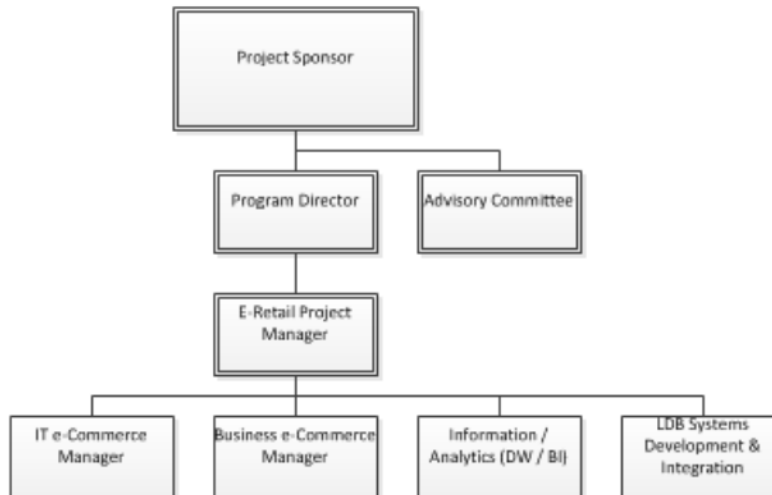 Project Sponsor
Program Director
Advisory Committee
E-Retail Project
Manager
IT e-Commerce
Manager
Business e-Commerce
Manager
Information /
Analytics (DW / BI)
LDB Systems
Development &
Integration